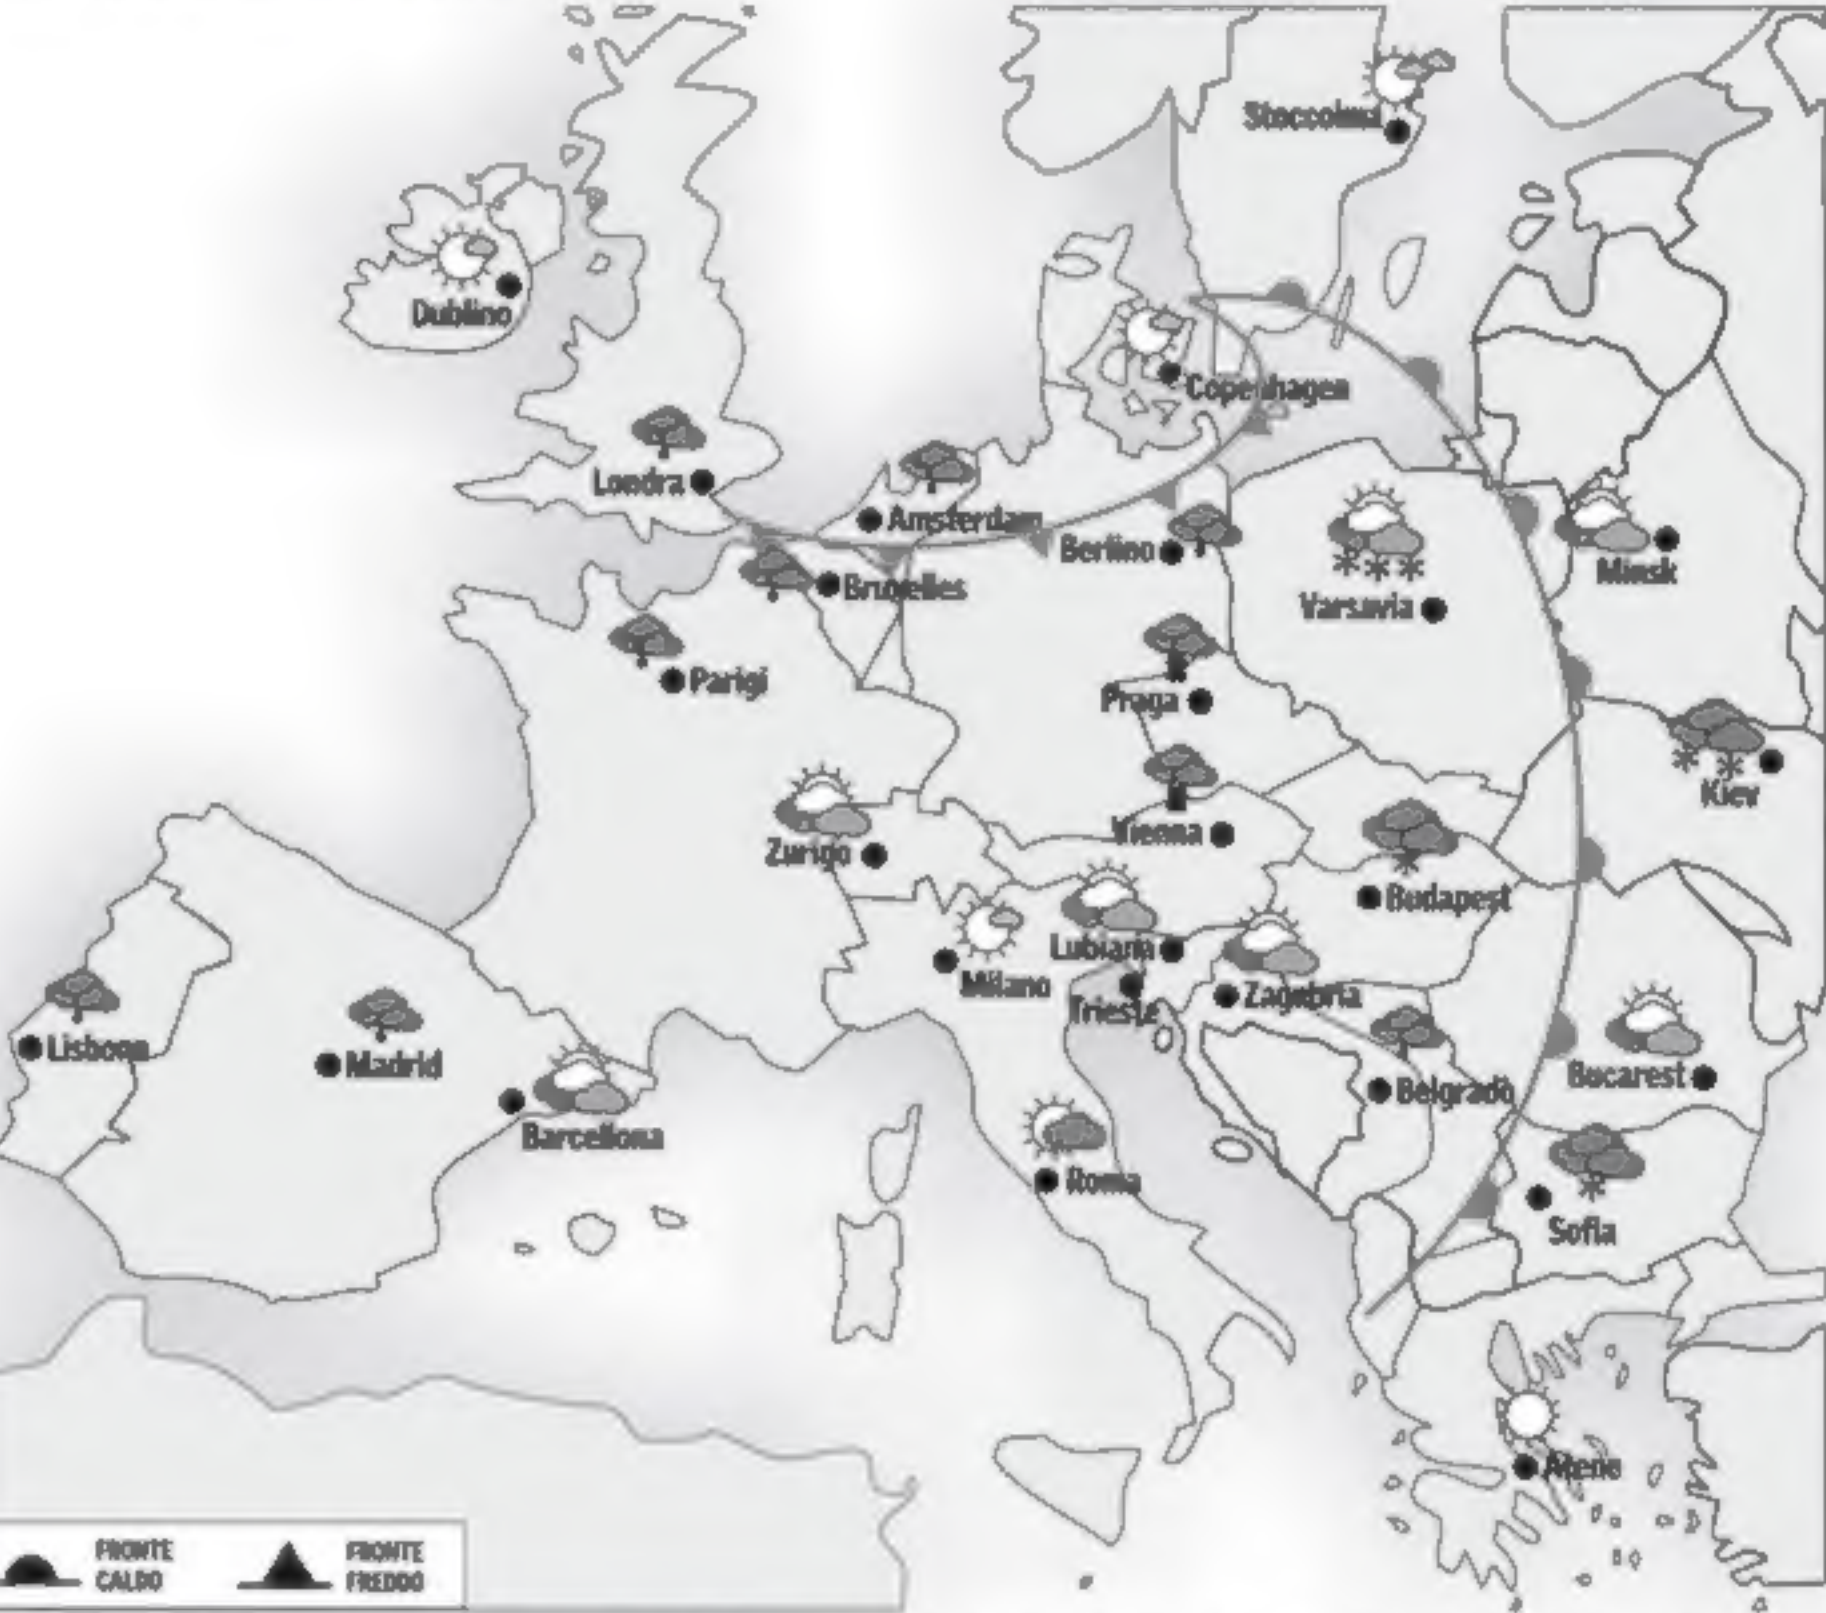 Stoccolma
Dublino
Copenhagen
Londra
Amsterdam
Berlino
Minsk
Bruxelles
Varsavia
Parigi
Praga
Kiev
Vienna
Zurigo
Budapest
Lubiana
Milano
Zagabria
Trieste
Lisbona
Madrid
Bucarest
Belgrado
Barcellona
Roma
Sofia
Atene
FRONTE
CALDO
FRONTE
FREDDO